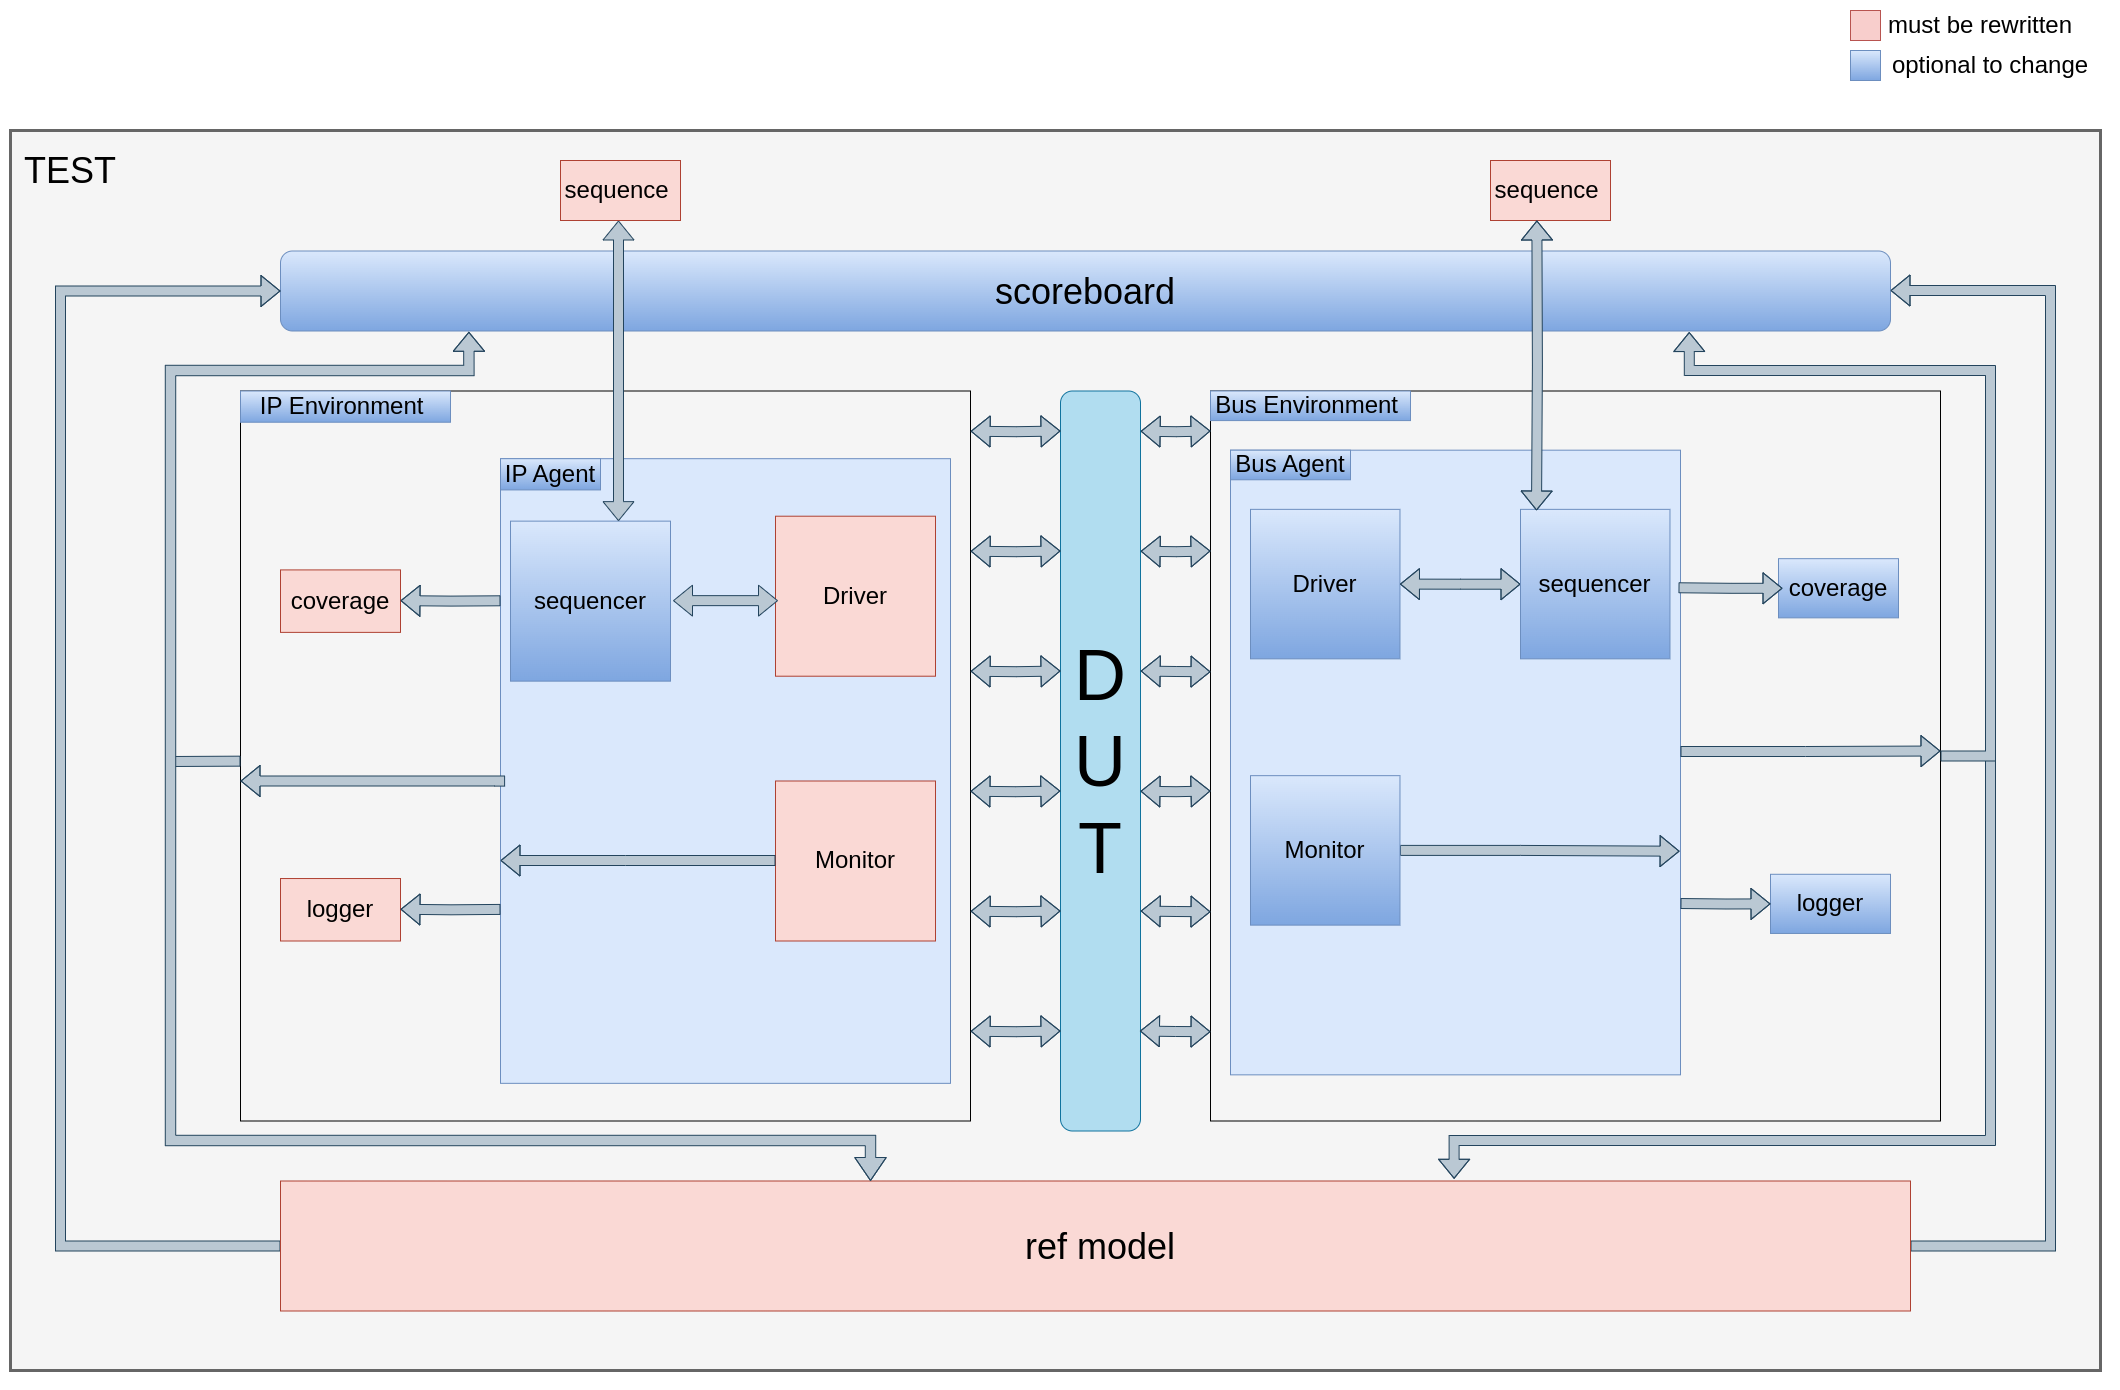 must be rewritten
optional to change
TEST
sequence
sequence
scoreboard
IP Environment
Bus Environment
IP Agent
Bus Agent
coverage
sequencer
Driver
Driver
sequencer
coverage
D
U
T
logger
Monitor
Monitor
logger
ref model